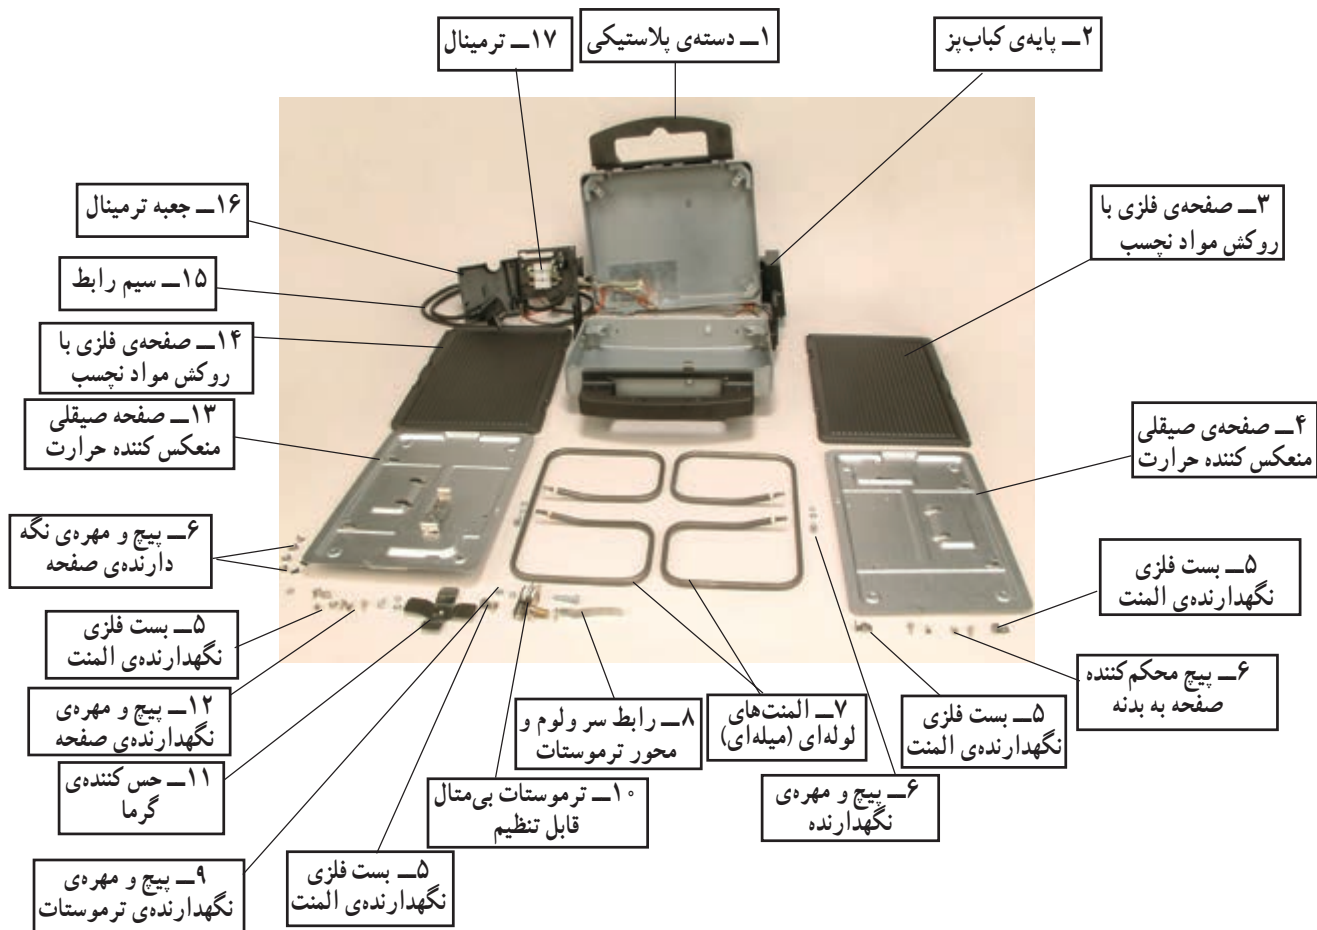 ۱ــ دسته‌ی پلاستیکی
۲ــ پایه‌ی کباب‌پز
۱۷ــ ترمینال
۳ــ صفحه‌ی فلزی با
روکش مواد نچسب
۱۶ــ جعبه ترمینال
۱۵ــ سیم رابط
۱۴ــ صفحه‌ی فلزی با
روکش مواد نچسب
۱۳ــ صفحه صیقلی
منعکس کننده حرارت
۴ــ صفحه‌ی صیقلی
منعکس کننده حرارت
۶ــ پیچ و مهره‌ی نگه
دارنده‌ی صفحه
۵ــ بست فلزی
نگهدارنده‌ی المنت
۵ــ بست فلزی
نگهدارنده‌ی المنت
۶ــ پیچ محکم‌کننده
صفحه به بدنه
۱۲ــ پیچ و مهره‌ی
نگهدارنده‌ی صفحه
۸ــ رابط سر ولوم و
محور ترموستات
۷ــ المنت‌های
لوله‌ای (میله‌ای)
۵ــ بست فلزی
نگهدارنده‌ی المنت
۱۱ــ حس کننده‌ی
گرما
۱۰ــ ترموستات بی‌متال
قابل تنظیم
۶ــ پیچ و مهره‌ی
نگهدارنده
۹ــ پیچ و مهره‌ی
نگهدارنده‌ی ترموستات
۵ــ بست فلزی
نگهدارنده‌ی المنت